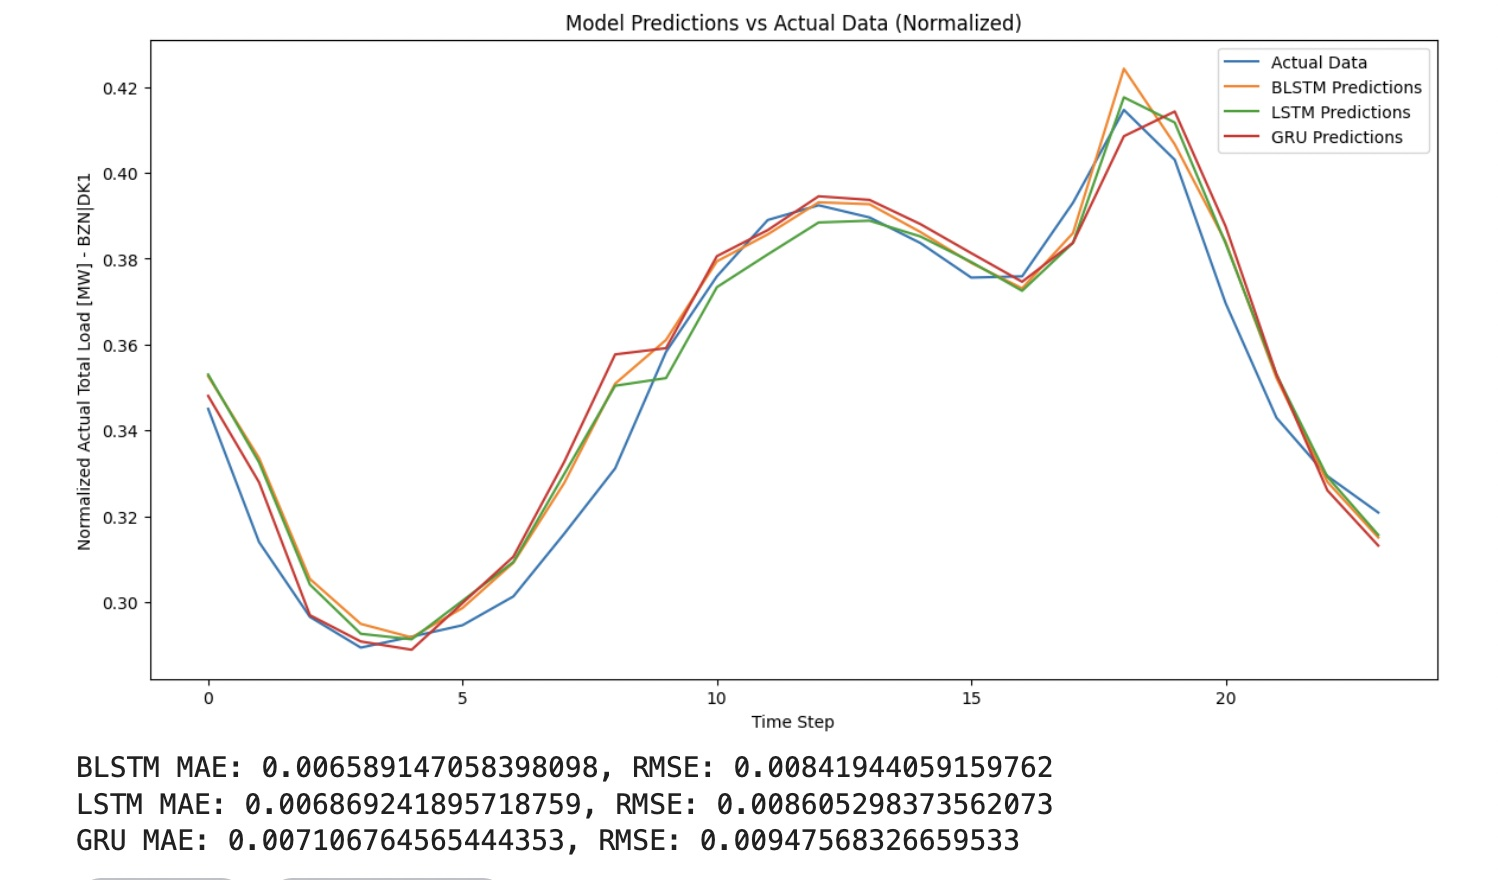 Model Predictions vs Actual Data (Normalized)
Actual Data
BLSTM Predictions
LSTM Predictions
GRU Predictions
Normalized Actual Total Load [MW] - BZN|DK1
0.42
0.40
0.38
0.36
0.34
0.32
0.30
0 5 10 15 20
Time Step
BLSTM MAE: 0.006589147058398098, RMSE: 0.00841944059159762
LSTM MAE: 0.006869241895718759, RMSE: 0.008605298373562073
GRU MAE: 0.007106764565444353, RMSE: 0.00947568326659533